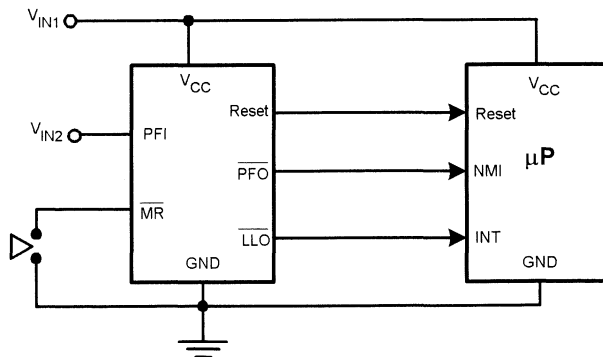 VIN1
VCC
VCC
Reset
Reset
VIN2
PFI
μP
PFO
NMI
MR
LLO
INT
GND
GND